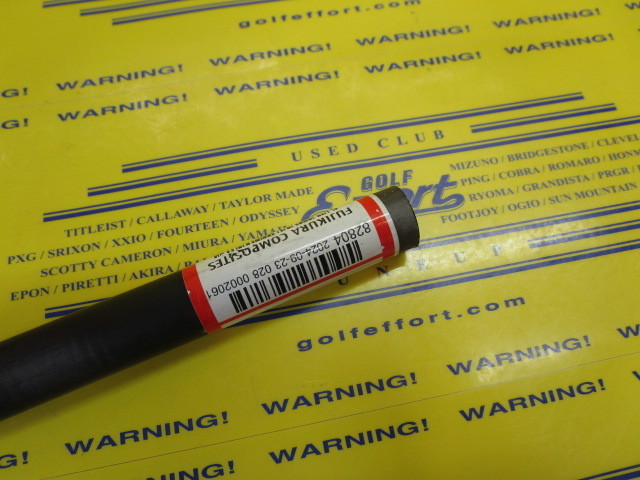 golfeffort.com
WARNING! WARNING! WARNING! WARNING!
WARNING! WARNING! WARNING! WARNING!
USED CLUB
GOLF
Effort
TITLEIST / CALLAWAY / TAYLOR MADE
PXG / SRIXON / XXIO / FOURTEEN / ODYSSEY
SCOTTY CAMERON / MIURA /
EPON / PIRETTI / AKIRA /
MIZUNO / BRIDGESTONE /
PING / COBRA / ROMARO /
RYOMA / GRANDISTA / PRGR /
FOOTJOY / OGIO / SUN MOUNTAIN
FUJIKURA COMPOSITES
82804 2024-09-23 028 0002061
golfeffort.com
WARNING! WARNING!
WARNING! WARNING! WARNING!
WARNING! WARNING!